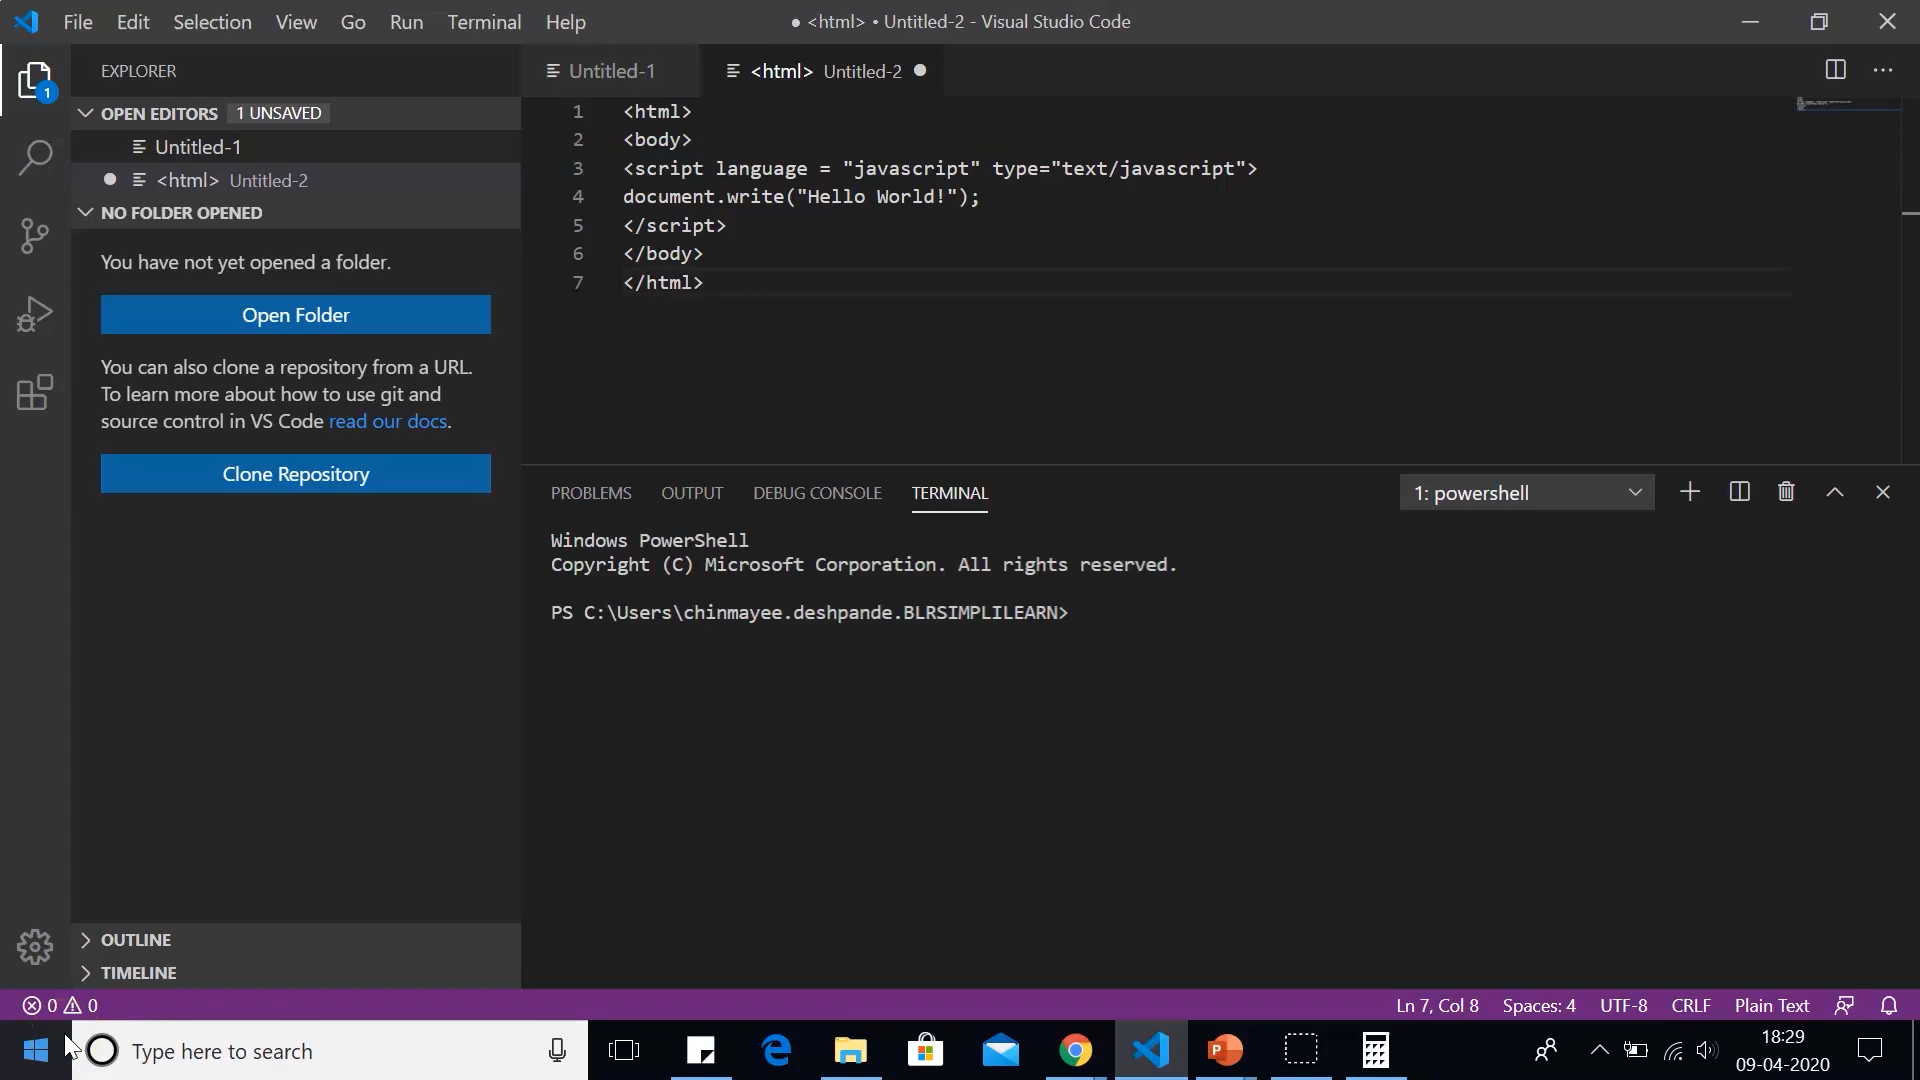 File Edit Selection View Go Run Terminal Help
● <html> • Untitled-2 - Visual Studio Code
1
EXPLORER
OPEN EDITORS 1 UNSAVED
Untitled-1
<html> Untitled-2
NO FOLDER OPENED
You have not yet opened a folder.
Open Folder
You can also clone a repository from a URL.
To learn more about how to use git and
source control in VS Code read our docs.
Clone Repository
OUTLINE
TIMELINE
Untitled-1 <html> Untitled-2
1 <html>
2 <body>
3 <script language = "javascript" type="text/javascript">
4 document.write("Hello World!");
5 </script>
6 </body>
7 </html>
PROBLEMS OUTPUT DEBUG CONSOLE TERMINAL 1: powershell
Windows PowerShell
Copyright (C) Microsoft Corporation. All rights reserved.
PS C:\Users\chinmayee.deshpande.BLRSIMPLILEARN>
0 0 Ln 7, Col 8 Spaces: 4 UTF-8 CRLF Plain Text
Type here to search
18:29
09-04-2020